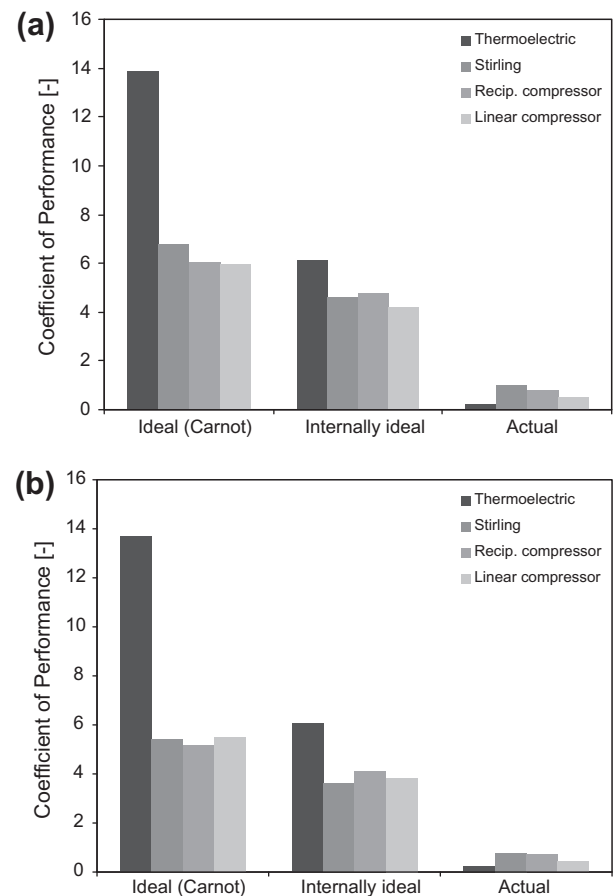 (a)
Coefficient of Performance [-]
16
14
12
10
8
6
4
2
0
Thermoelectric
Stirling
Recip. compressor
Linear compressor
Ideal (Carnot) Internally ideal Actual
(b)
Coefficient of Performance [-]
16
14
12
10
8
6
4
2
0
Thermoelectric
Stirling
Recip. compressor
Linear compressor
Ideal (Carnot) Internally ideal Actual